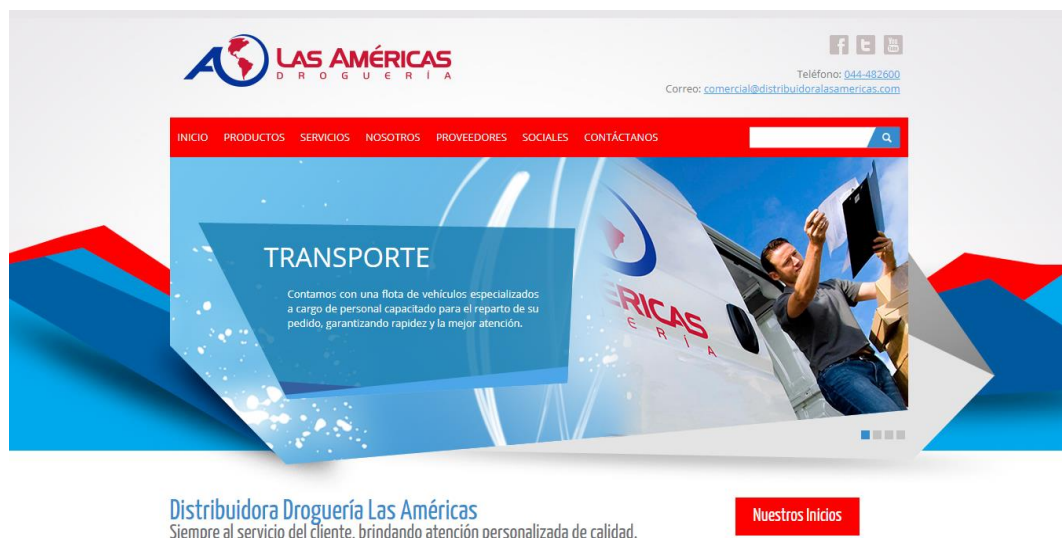 LAS AMÉRICAS
DROGUERÍA
Teléfono: 044-482600
Correo: comercial@distribuidoralasamericas.com
INICIO PRODUCTOS SERVICIOS NOSOTROS PROVEEDORES SOCIALES CONTÁCTANOS
TRANSPORTE
Contamos con una flota de vehículos especializados
a cargo de personal capacitado para el reparto de su
pedido, garantizando rapidez y la mejor atención.
ERICAS
ERÍA
Distribuidora Droguería Las Américas
Siempre al servicio del cliente, brindando atención personalizada de calidad.
Nuestros Inicios